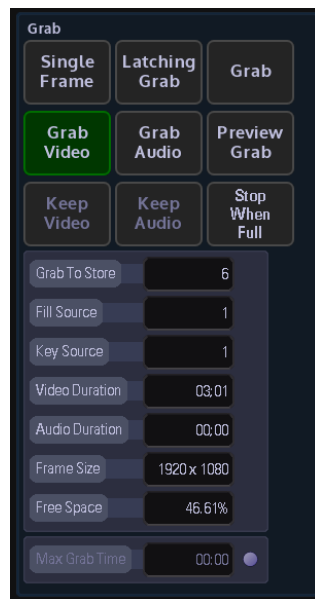 Grab
Single
Frame
Latching
Grab
Grab
Grab
Video
Grab
Audio
Preview
Grab
Keep
Video
Keep
Audio
Stop
When
Full
Grab To Store 6
Fill Source 1
Key Source 1
Video Duration 03;01
Audio Duration 00;00
Frame Size 1920 x 1080
Free Space 46.61%
Max Grab Time 00:00